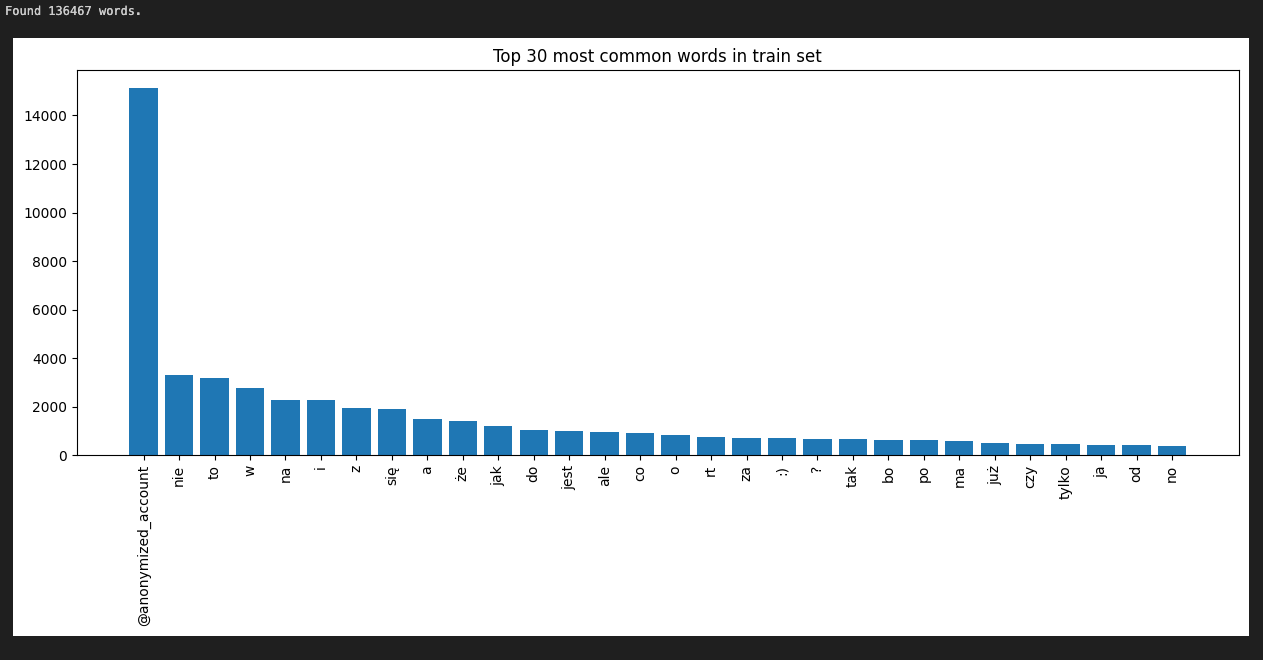 Found 136467 words.
Top 30 most common words in train set
14000
12000
10000
8000
6000
4000
2000
0
@anonymized_account
nie
to
w
na
i
z
się
a
że
jak
do
jest
ale
co
o
rt
za
:)
?
tak
bo
po
ma
już
czy
tylko
ja
od
no